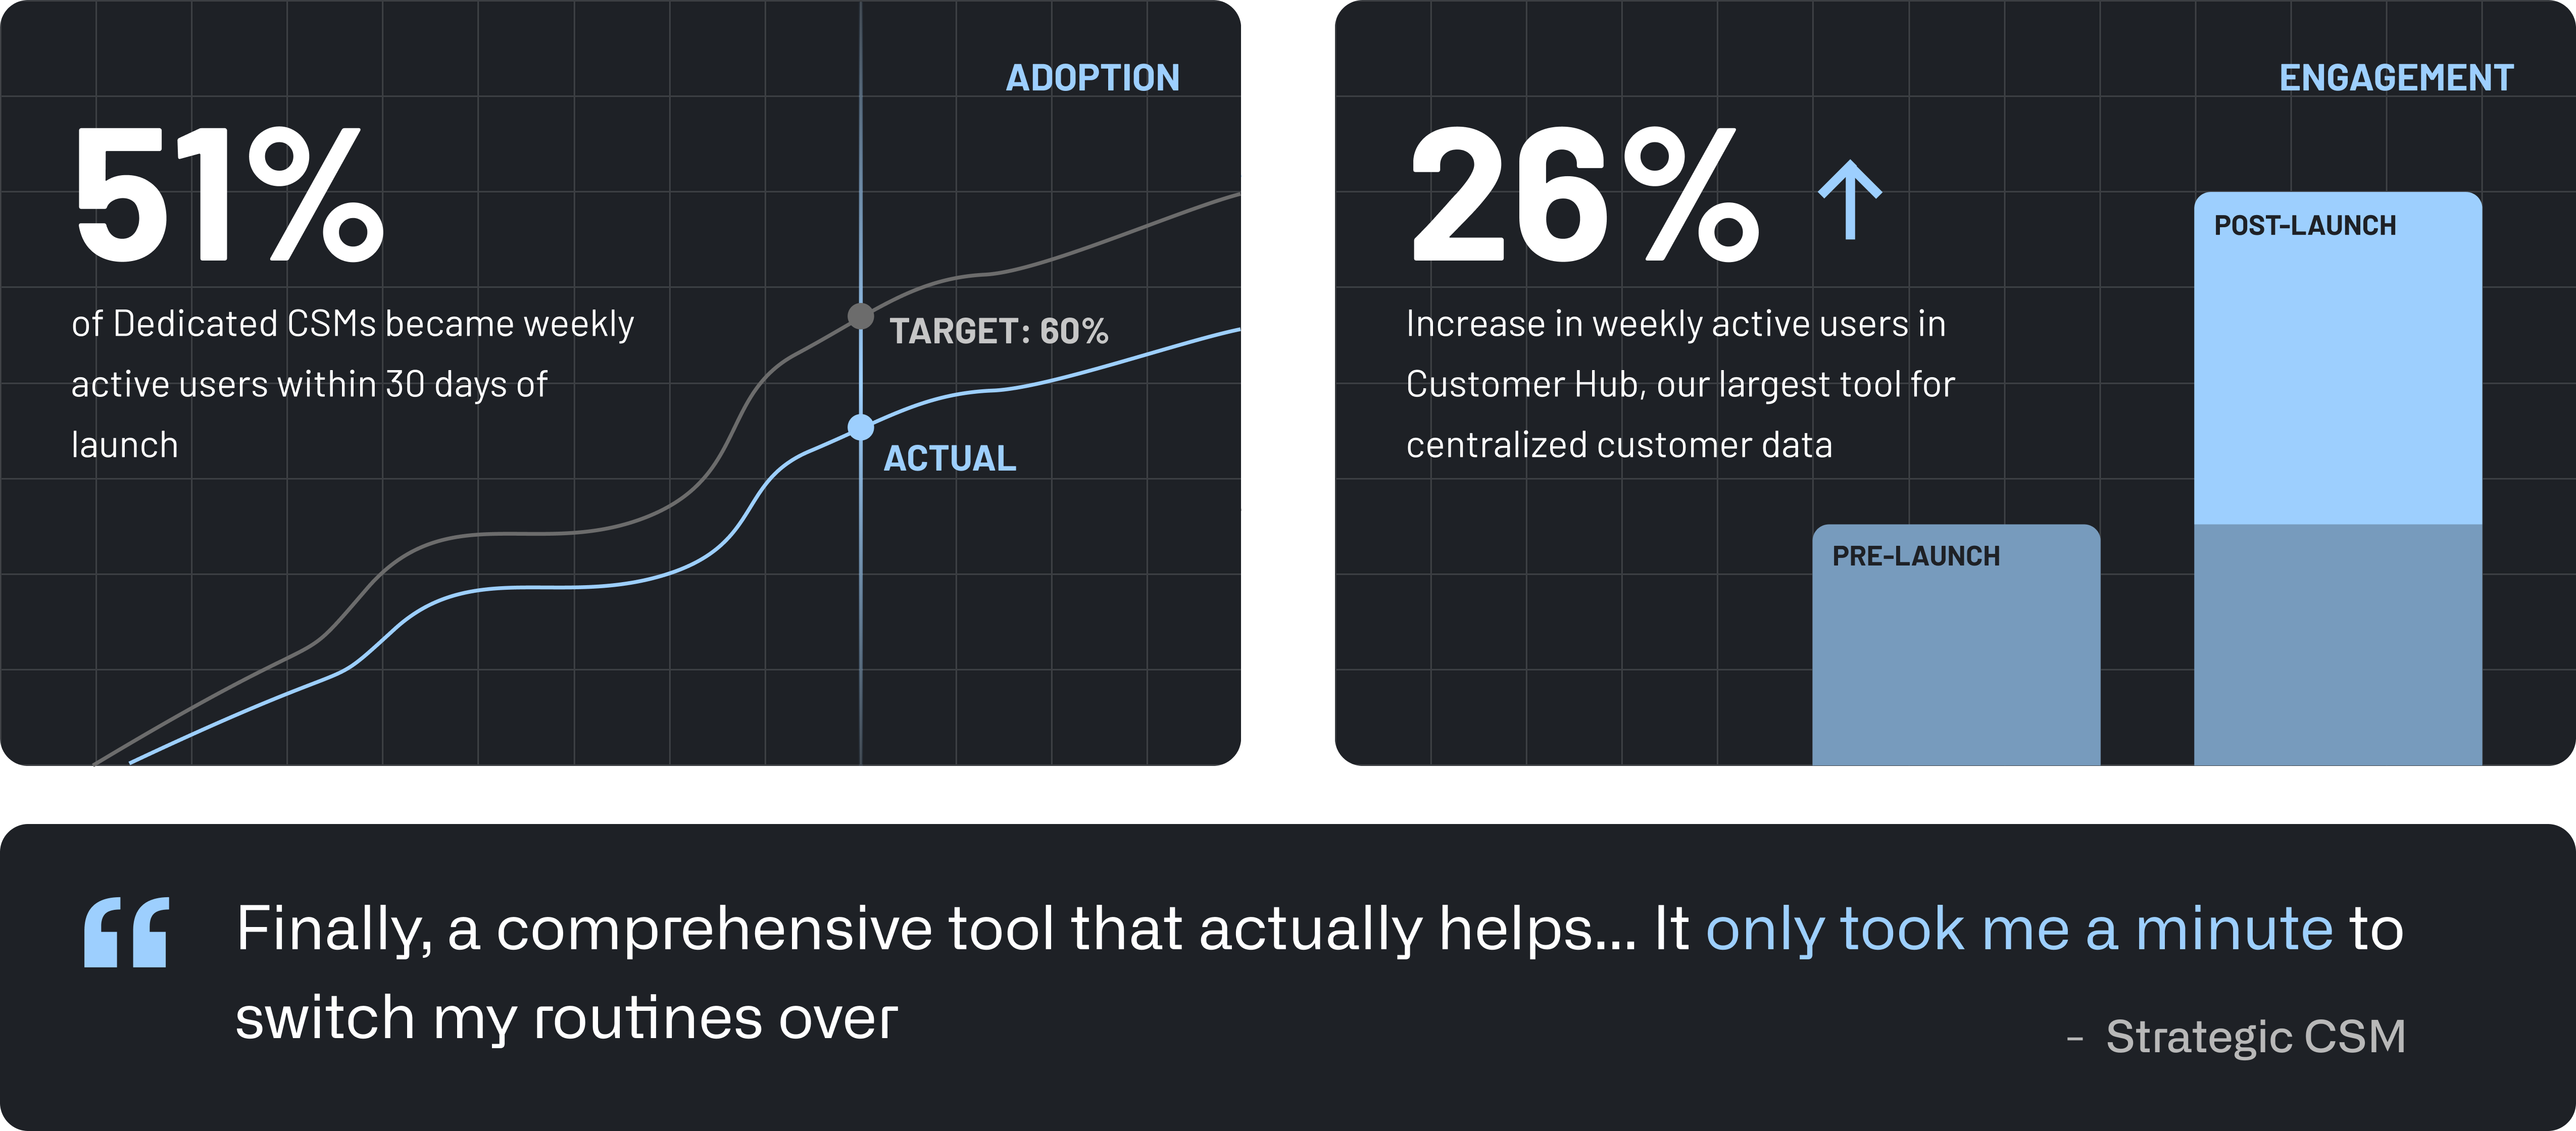 ADOPTION
51%
of Dedicated CSMs became weekly
active users within 30 days of
launch
TARGET: 60%
ACTUAL
ENGAGEMENT
26% ↑
Increase in weekly active users in
Customer Hub, our largest tool for
centralized customer data
PRE-LAUNCH
POST-LAUNCH
“ Finally, a comprehensive tool that actually helps... It only took me a minute to
switch my routines over
– Strategic CSM